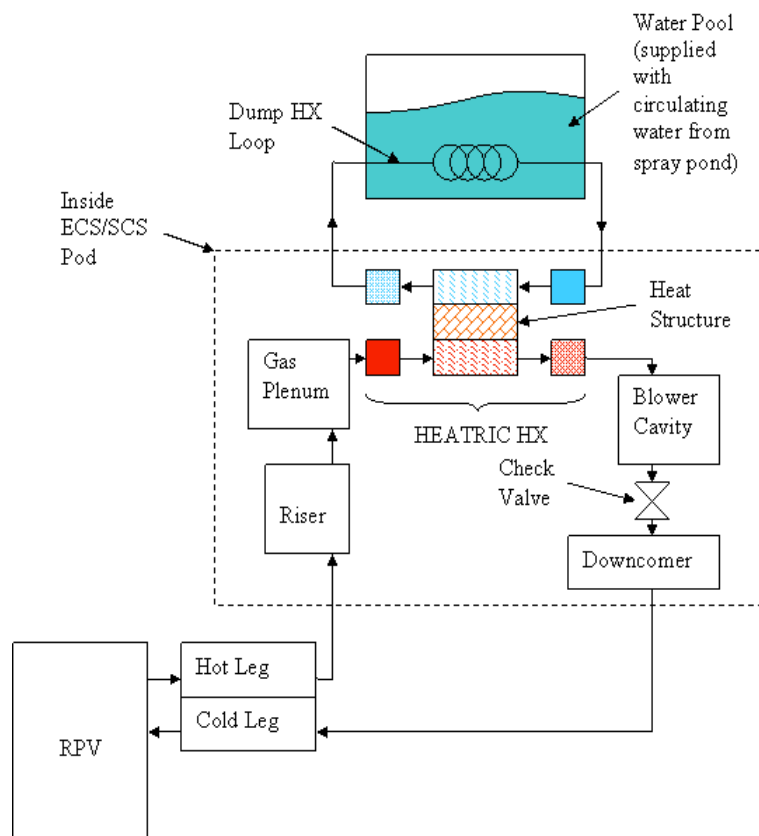 Water Pool
(supplied
with
circulating
water from
spray pond)
Dump HX
Loop
Inside
ECS/SCS
Pod
Heat
Structure
Gas
Plenum
HEATRIC HX
Blower
Cavity
Check
Valve
Riser
Downcomer
Hot Leg
Cold Leg
RPV